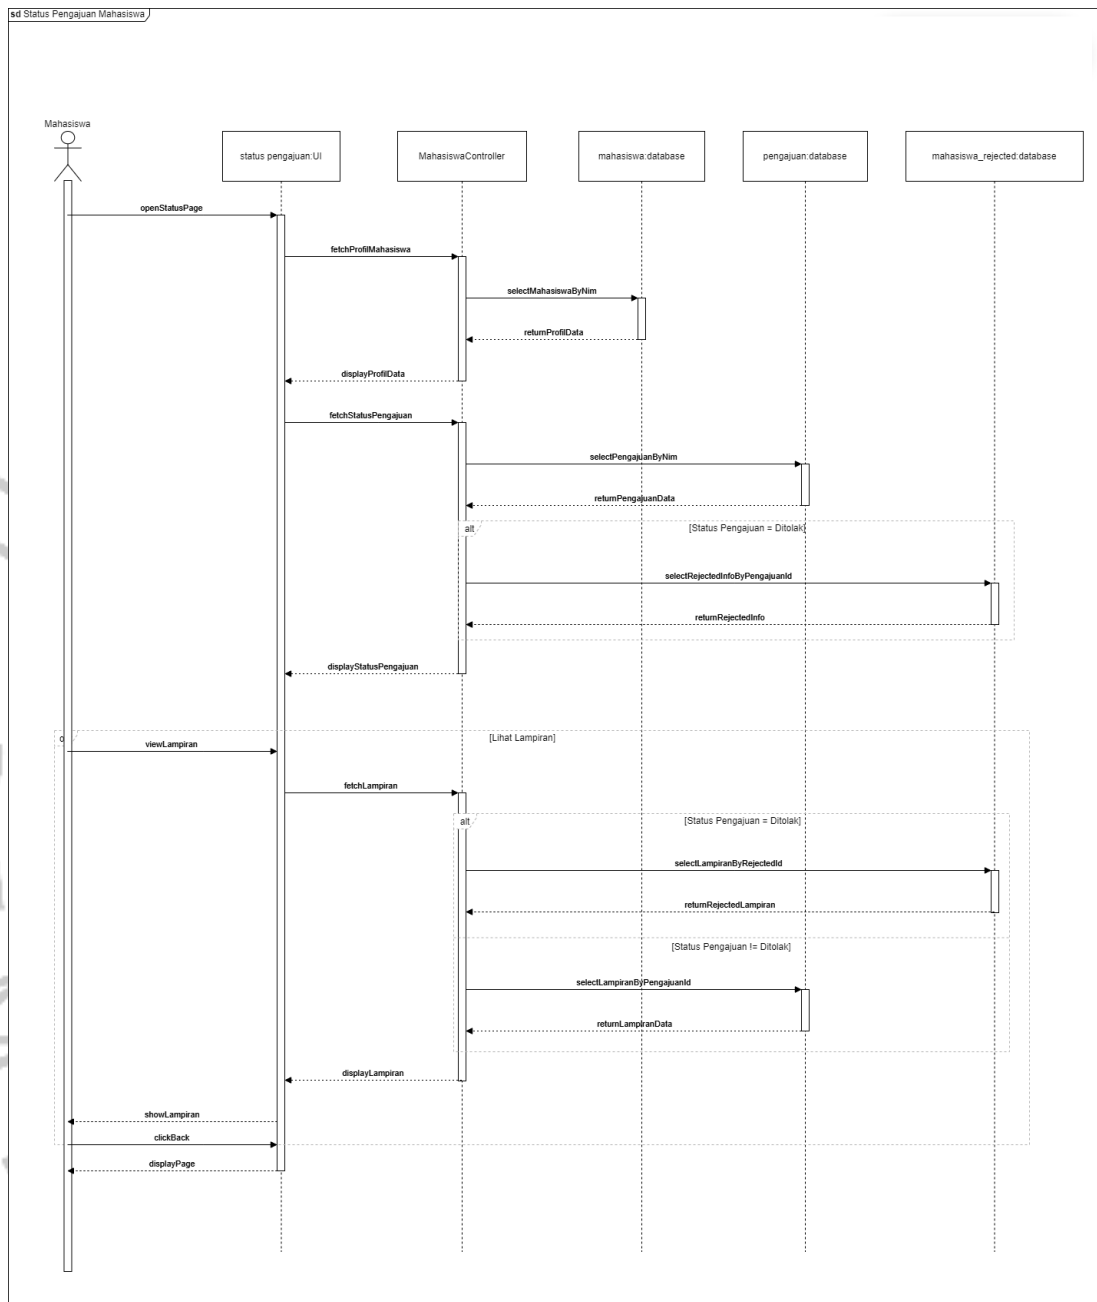 sd Status Pengajuan Mahasiswa
Mahasiswa
status pengajuan:UI
MahasiswaController
mahasiswa:database
pengajuan:database
mahasiswa_rejected:database
openStatusPage
fetchProfilMahasiswa
selectMahasiswaByNim
returnProfilData
displayProfilData
fetchStatusPengajuan
selectPengajuanByNim
returnPengajuanData
alt
[Status Pengajuan = Ditolak]
selectRejectedInfoByPengajuanId
returnRejectedInfo
displayStatusPengajuan
[Lihat Lampiran]
viewLampiran
fetchLampiran
alt
[Status Pengajuan = Ditolak]
selectLampiranByRejectedId
returnRejectedLampiran
[Status Pengajuan != Ditolak]
selectLampiranByPengajuanId
returnLampiranData
displayLampiran
showLampiran
clickBack
displayPage